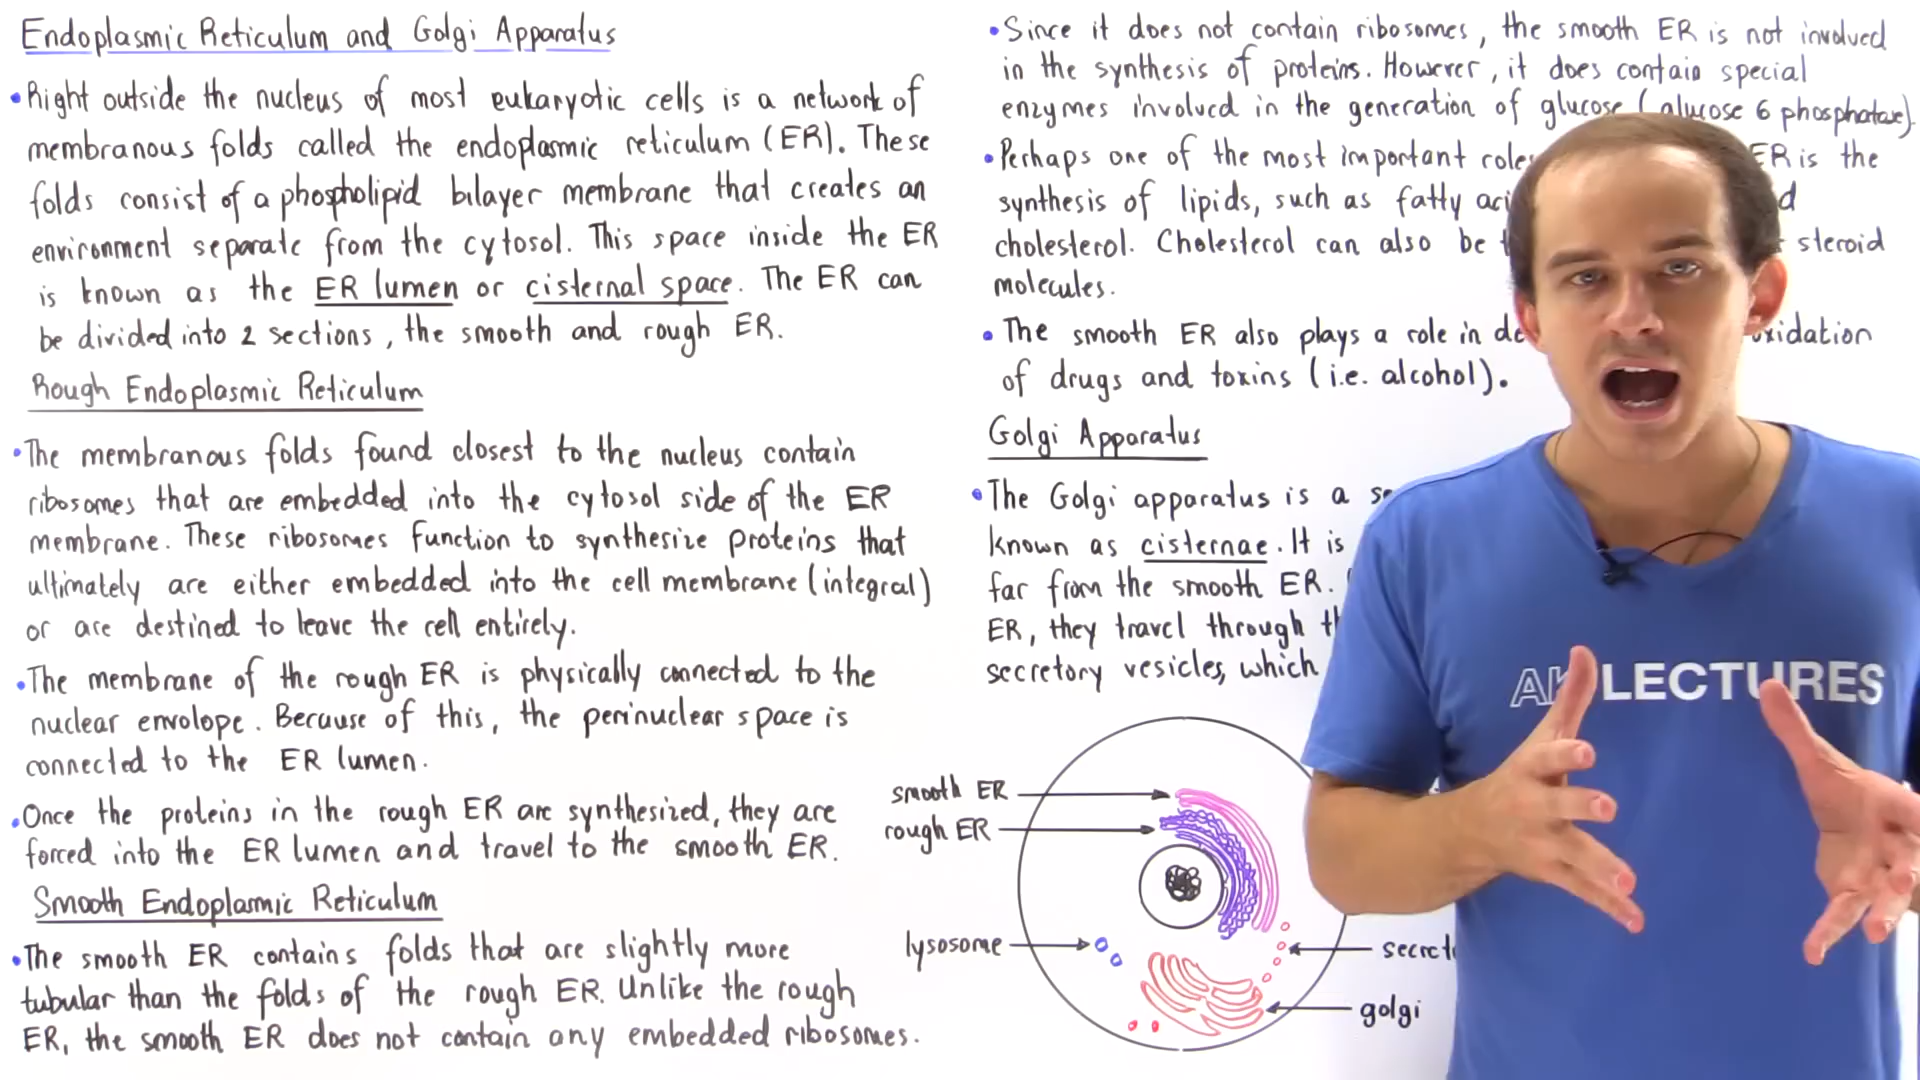 Endoplasmic Reticulum and Golgi Apparatus
• Right outside the nucleus of most eukaryotic cells is a network of
membranous folds called the endoplasmic reticulum (ER). These
folds consist of a phospholipid bilayer membrane that creates an
environment separate from the cytosol. This space inside the ER
is known as the ER lumen or cisternal space. The ER can
be divided into 2 sections, the smooth and rough ER.
Rough Endoplasmic Reticulum
• The membranous folds found closest to the nucleus contain
ribosomes that are embedded into the cytosol side of the ER
membrane. These ribosomes function to synthesize proteins that
ultimately are either embedded into the cell membrane (integral)
or are destined to leave the cell entirely.
• The membrane of the rough ER is physically connected to the
nuclear envolope. Because of this, the perinuclear space is
connected to the ER lumen.
• Once the proteins in the rough ER are synthesized, they are
forced into the ER lumen and travel to the smooth ER.
Smooth Endoplasmic Reticulum
• The smooth ER contains folds that are slightly more
tubular than the folds of the rough ER. Unlike the rough
ER, the smooth ER does not contain any embedded ribosomes.
• Since it does not contain ribosomes, the smooth ER is not involved
in the synthesis of proteins. However, it does contain special
enzymes involved in the generation of glucose (glucose 6 phosphatase).
• Perhaps one of the most important ER is the
synthesis of lipids, such as fatty
cholesterol. Cholesterol can also be steroid
molecules.
• The smooth ER also plays a role in oxidation
of drugs and toxins (i.e. alcohol).
Golgi Apparatus
• The Golgi apparatus is a
known as cisternae. It is
far from the smooth ER.
ER, they travel through
secretory vesicles, which
smooth ER
rough ER
lysosome
golgi
LECTURES